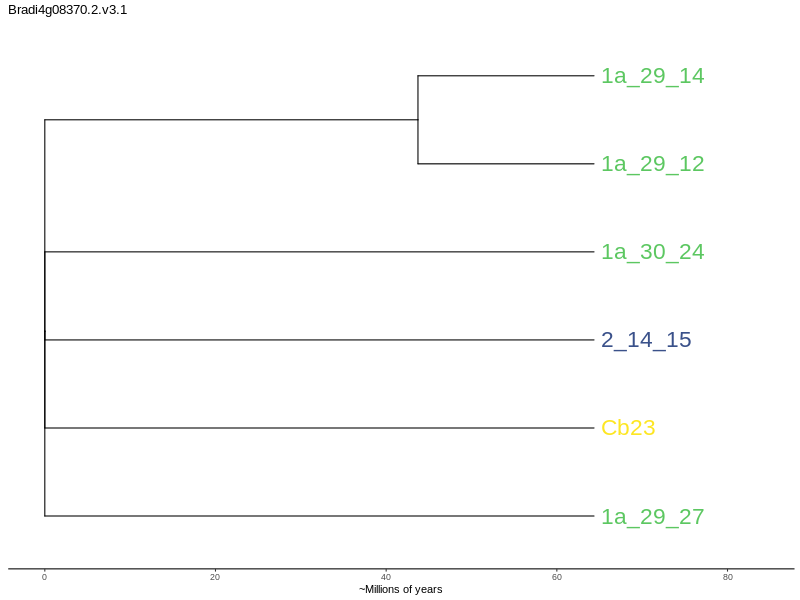 Bradi4g08370.2.v3.1
1a_29_14
1a_29_12
1a_30_24
2_14_15
Cb23
1a_29_27
0 20 40 60 80
~Millions of years